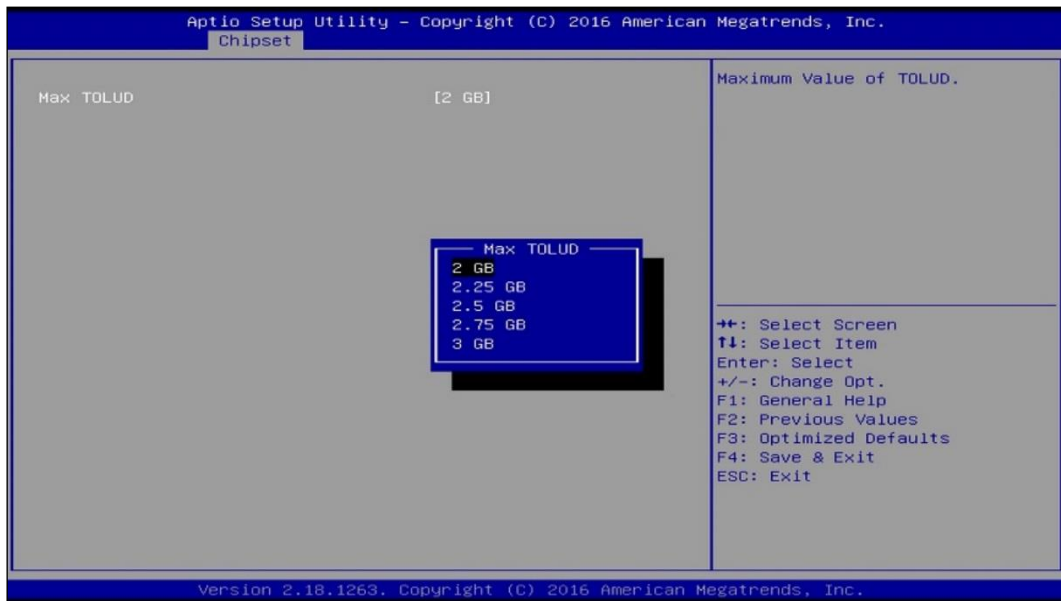 Aptio Setup Utility – Copyright (C) 2016 American Megatrends, Inc.
Chipset
Max TOLUD [2 GB]
Maximum Value of TOLUD.
Max TOLUD
2 GB
2.25 GB
2.5 GB
2.75 GB
3 GB
→←: Select Screen
↑↓: Select Item
Enter: Select
+/-: Change Opt.
F1: General Help
F2: Previous Values
F3: Optimized Defaults
F4: Save & Exit
ESC: Exit
Version 2.18.1263. Copyright (C) 2016 American Megatrends, Inc.